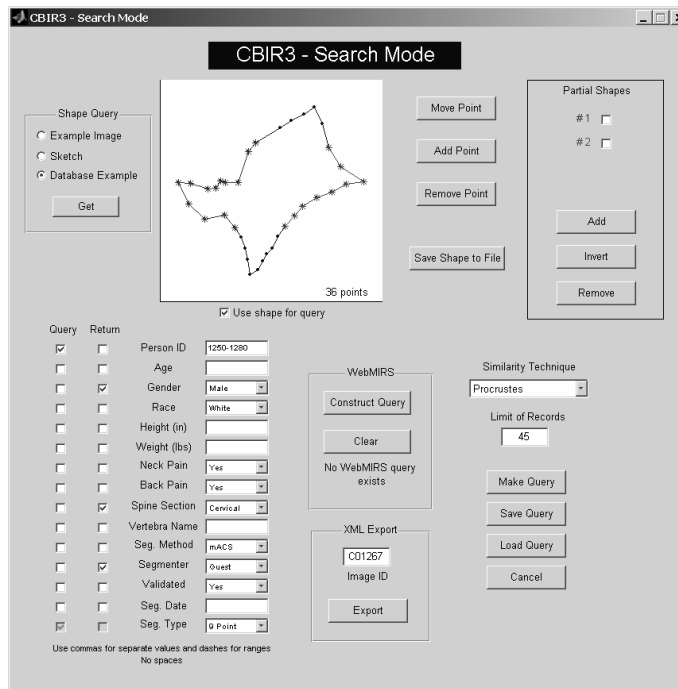 CBIR3 - Search Mode
CBIR3 - Search Mode
Shape Query
Example Image
Sketch
Database Example
Get
36 points
Use shape for query
Move Point
Add Point
Remove Point
Save Shape to File
Partial Shapes
#1
#2
Add
Invert
Remove
Query Return
Person ID 1250-1280
Age
Gender Male
Race White
Height (in)
Weight (lbs)
Neck Pain Yes
Back Pain Yes
Spine Section Cervical
Vertebra Name
Seg. Method mACS
Segmenter Guest
Validated Yes
Seg. Date
Seg. Type 9 Point
Use commas for separate values and dashes for ranges
No spaces
WebMIRS
Construct Query
Clear
No WebMIRS query
exists
XML Export
C01267
Image ID
Export
Similarity Technique
Procrustes
Limit of Records
45
Make Query
Save Query
Load Query
Cancel